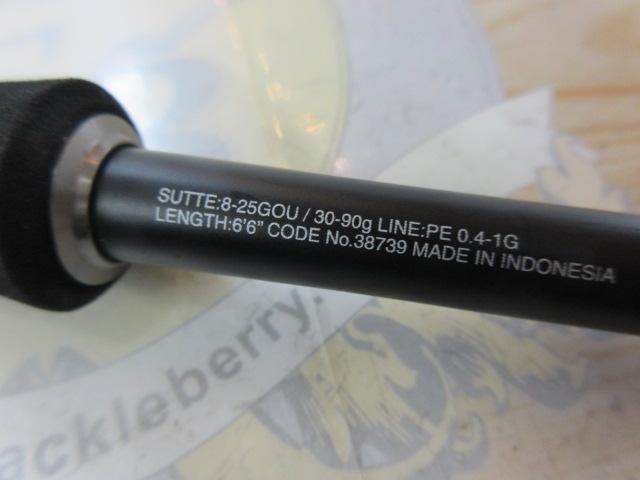 SUTTE:8-25GOU / 30-90g LINE:PE 0.4-1G
LENGTH:6'6" CODE No.38739 MADE IN INDONESIA
ackleberry.